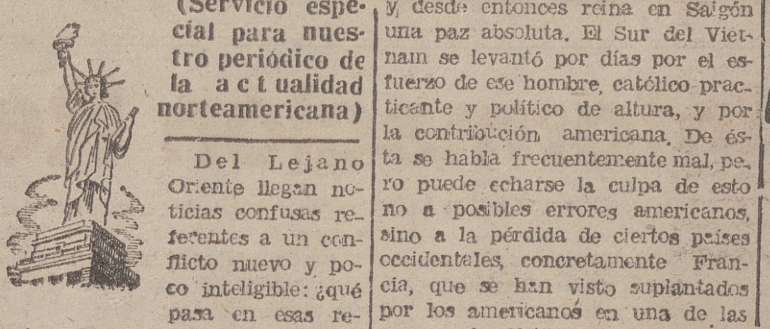 (Servicio espe-
cial para nues-
tro periódico de
la actualidad
norteamericana)
Del Lejano
Oriente llegan no-
ticias confusas re-
ferentes a un con-
flicto nuevo y po-
co inteligible: ¿qué
pasa en esas re-
y, desde entonces reina en Saigón
una paz absoluta. El Sur del Viet-
nam se levantó por días por el es-
fuerzo de ese hombre, católico prac-
ticante y político de altura, y por
la contribución americana. De és-
ta se habla frecuentemente mal, pe-
ro puede echarse la culpa de esto
no a posibles errores americanos,
sino a la pérdida de ciertos países
occidentales, concretamente Fran-
cia, que se han visto suplantados
por los americanos en una de las